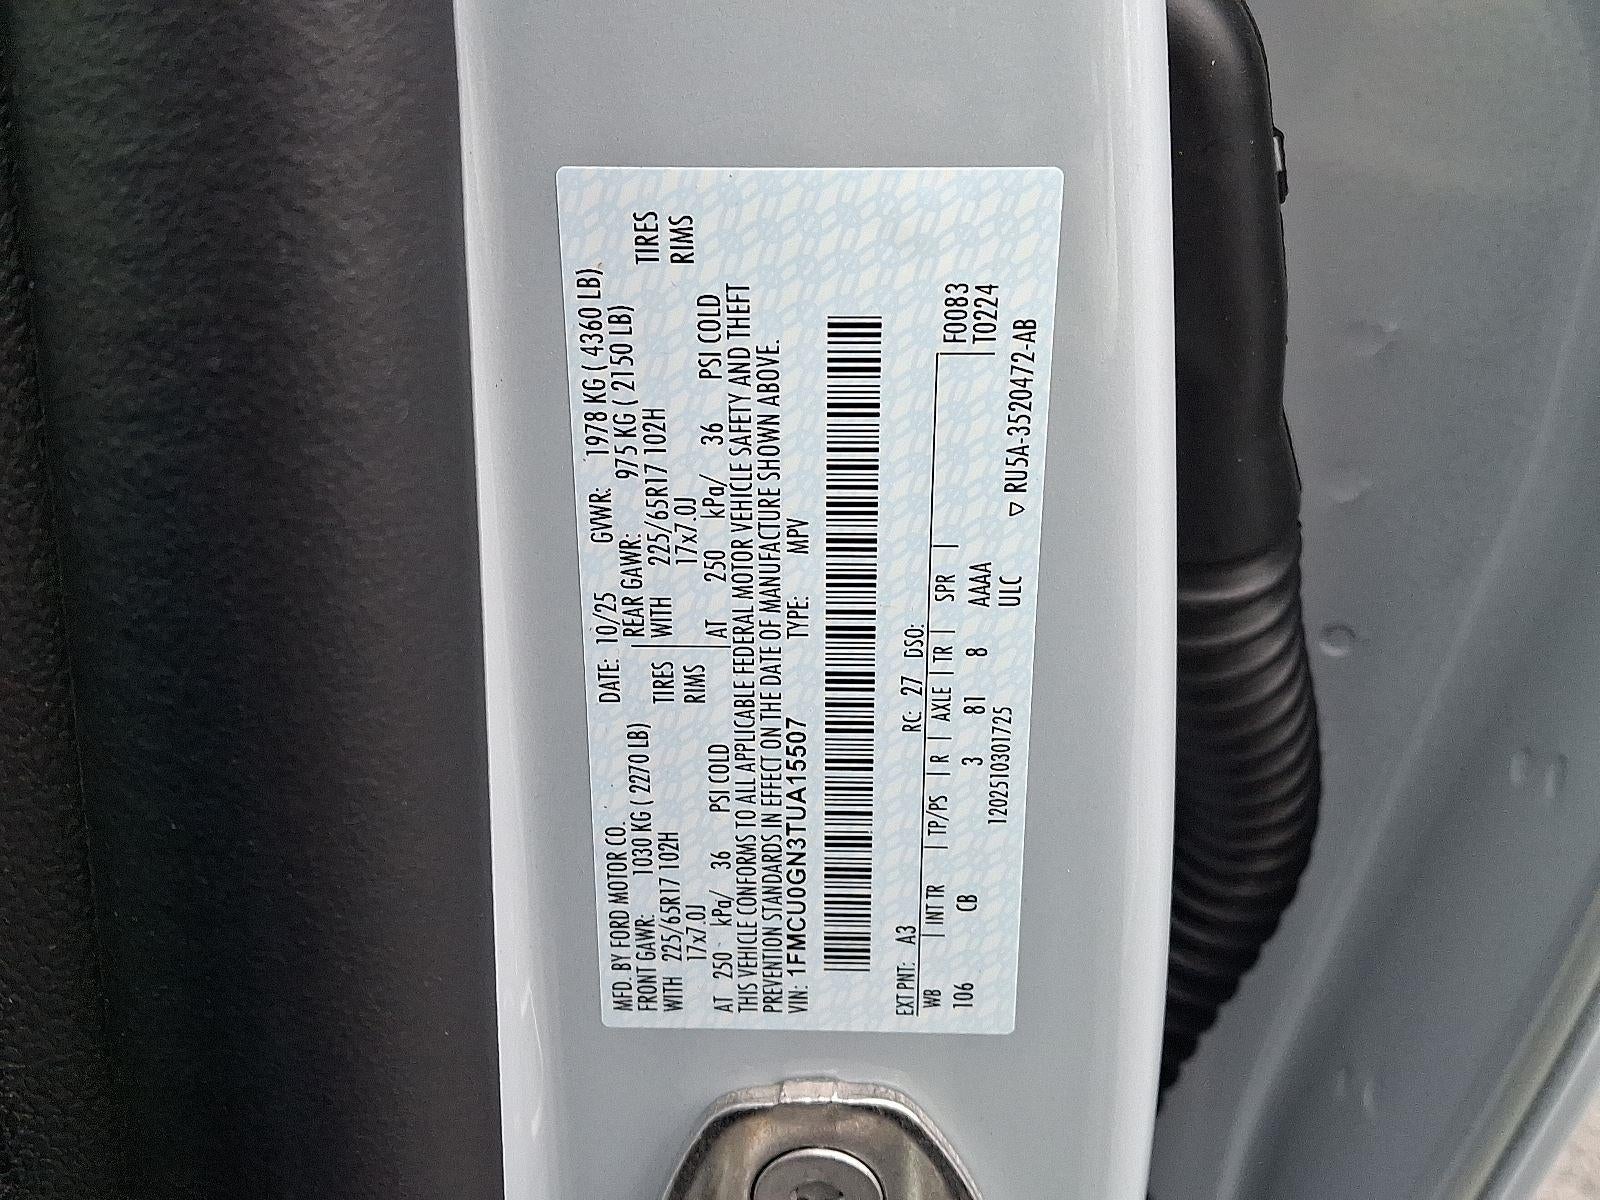 MFD. BY FORD MOTOR CO.
DATE: 10/25 GVWR: 1978 KG ( 4360 LB)
FRONT GAWR: 1030 KG ( 2270 LB) REAR GAWR: 975 KG ( 2150 LB)
WITH 225/65R17 102H TIRES WITH 225/65R17 102H TIRES
17x7.0J RIMS 17x7.0J RIMS
AT 250 kPa/ 36 PSI COLD AT 250 kPa/ 36 PSI COLD
THIS VEHICLE CONFORMS TO ALL APPLICABLE FEDERAL MOTOR VEHICLE SAFETY AND THEFT
PREVENTION STANDARDS IN EFFECT ON THE DATE OF MANUFACTURE SHOWN ABOVE.
VIN: 1FMCU0GN3TUA15507 TYPE: MPV
EXT PNT: A3 RC: 27 DSO:
WB INT TR TP/PS R AXLE TR SPR F0083
106 CB 3 81 8 AAAA T0224
120251030​1725 ULC ▽ RU5A-3520472-AB